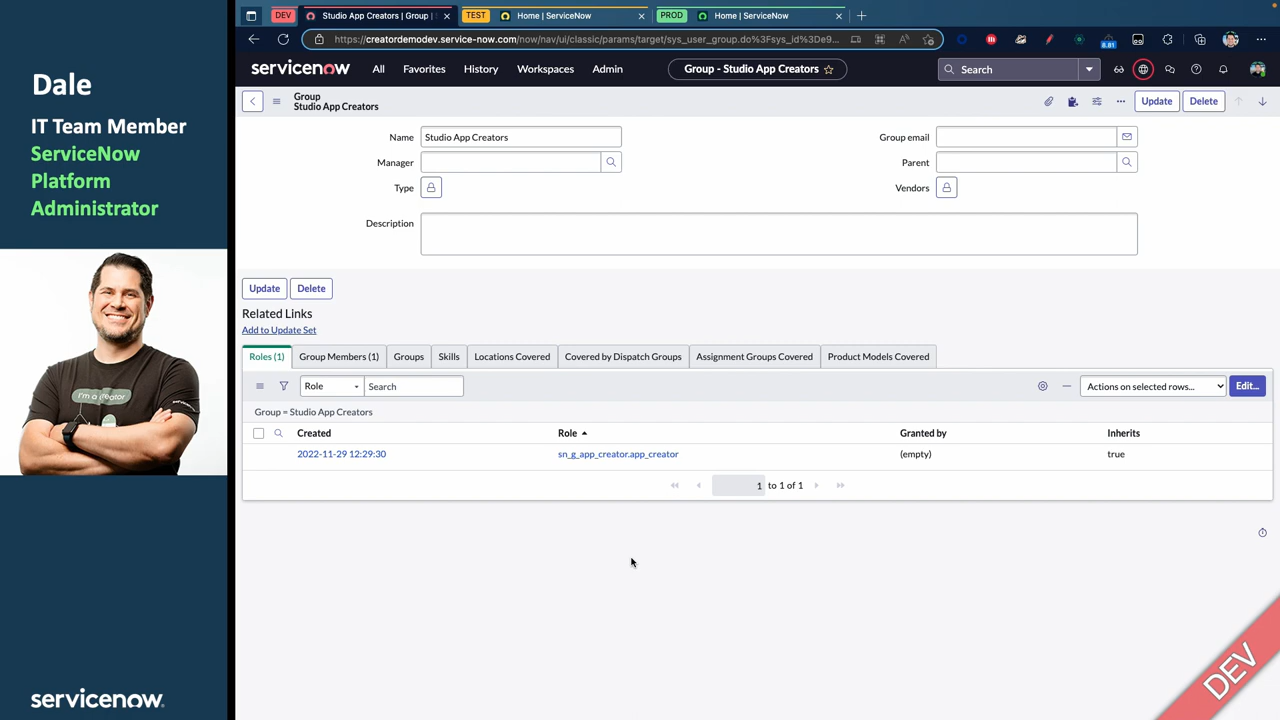 Dale
IT Team Member
ServiceNow
Platform
Administrator
I'm a creator
servicenow.
DEV
Studio App Creators | Group |
TEST
Home | ServiceNow
PROD
Home | ServiceNow
https://creatordemodev.service-now.com/now/nav/ui/classic/params/target/sys_user_group.do%3Fsys_id%3De9...
8.81
servicenow
All
Favorites
History
Workspaces
Admin
Group - Studio App Creators
Search
Group
Studio App Creators
Update
Delete
Name
Studio App Creators
Group email
Manager
Parent
Type
Vendors
Description
Update
Delete
Related Links
Add to Update Set
Roles (1)
Group Members (1)
Groups
Skills
Locations Covered
Covered by Dispatch Groups
Assignment Groups Covered
Product Models Covered
Role
Search
Actions on selected rows...
Edit...
Group = Studio App Creators
Created
Role
Granted by
Inherits
2022-11-29 12:29:30
sn_g_app_creator.app_creator
(empty)
true
1 to 1 of 1
DEV